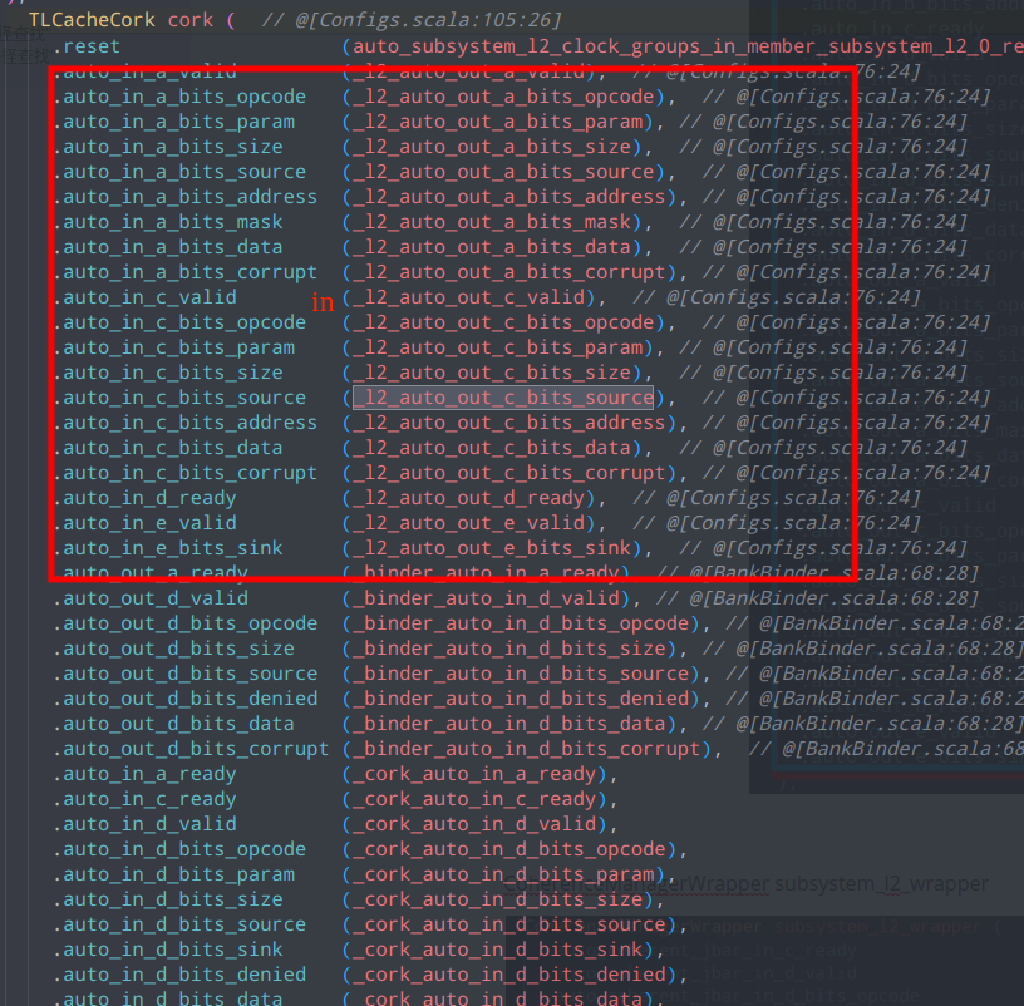 TLCacheCork cork (  // @[Configs.scala:105:26]
.reset (auto_subsystem_l2_clock_groups_in_member_subsystem_l2_0_re
.auto_in_a_valid (_l2_auto_out_a_valid), // @[Configs.scala:76:24]
.auto_in_a_bits_opcode (_l2_auto_out_a_bits_opcode), // @[Configs.scala:76:24]
.auto_in_a_bits_param (_l2_auto_out_a_bits_param), // @[Configs.scala:76:24]
.auto_in_a_bits_size (_l2_auto_out_a_bits_size), // @[Configs.scala:76:24]
.auto_in_a_bits_source (_l2_auto_out_a_bits_source), // @[Configs.scala:76:24]
.auto_in_a_bits_address (_l2_auto_out_a_bits_address), // @[Configs.scala:76:24]
.auto_in_a_bits_mask (_l2_auto_out_a_bits_mask), // @[Configs.scala:76:24]
.auto_in_a_bits_data (_l2_auto_out_a_bits_data), // @[Configs.scala:76:24]
.auto_in_a_bits_corrupt (_l2_auto_out_a_bits_corrupt), // @[Configs.scala:76:24]
.auto_in_c_valid in (_l2_auto_out_c_valid), // @[Configs.scala:76:24]
.auto_in_c_bits_opcode (_l2_auto_out_c_bits_opcode), // @[Configs.scala:76:24]
.auto_in_c_bits_param (_l2_auto_out_c_bits_param), // @[Configs.scala:76:24]
.auto_in_c_bits_size (_l2_auto_out_c_bits_size), // @[Configs.scala:76:24]
.auto_in_c_bits_source (_l2_auto_out_c_bits_source), // @[Configs.scala:76:24]
.auto_in_c_bits_address (_l2_auto_out_c_bits_address), // @[Configs.scala:76:24]
.auto_in_c_bits_data (_l2_auto_out_c_bits_data), // @[Configs.scala:76:24]
.auto_in_c_bits_corrupt (_l2_auto_out_c_bits_corrupt), // @[Configs.scala:76:24]
.auto_in_d_ready (_l2_auto_out_d_ready), // @[Configs.scala:76:24]
.auto_in_e_valid (_l2_auto_out_e_valid), // @[Configs.scala:76:24]
.auto_in_e_bits_sink (_l2_auto_out_e_bits_sink), // @[Configs.scala:76:24]
.auto_out_a_ready (_binder_auto_in_a_ready), // @[BankBinder.scala:68:28]
.auto_out_d_valid (_binder_auto_in_d_valid), // @[BankBinder.scala:68:28]
.auto_out_d_bits_opcode (_binder_auto_in_d_bits_opcode), // @[BankBinder.scala:68:2
.auto_out_d_bits_size (_binder_auto_in_d_bits_size), // @[BankBinder.scala:68:28]
.auto_out_d_bits_source (_binder_auto_in_d_bits_source), // @[BankBinder.scala:68:2
.auto_out_d_bits_denied (_binder_auto_in_d_bits_denied), // @[BankBinder.scala:68:2
.auto_out_d_bits_data (_binder_auto_in_d_bits_data), // @[BankBinder.scala:68:28]
.auto_out_d_bits_corrupt (_binder_auto_in_d_bits_corrupt), // @[BankBinder.scala:68
.auto_in_a_ready (_cork_auto_in_a_ready),
.auto_in_c_ready (_cork_auto_in_c_ready),
.auto_in_d_valid (_cork_auto_in_d_valid),
.auto_in_d_bits_opcode (_cork_auto_in_d_bits_opcode),
.auto_in_d_bits_param (_cork_auto_in_d_bits_param),
CoherenceManagerWrapper subsystem_l2_wrapper
.auto_in_d_bits_size (_cork_auto_in_d_bits_size),
.auto_in_d_bits_source (_cork_auto_in_d_bits_source),
.auto_in_d_bits_sink (_cork_auto_in_d_bits_sink),
.auto_in_d_bits_denied (_cork_auto_in_d_bits_denied),
.auto_in_d_bits_data (_cork_auto_in_d_bits_data),